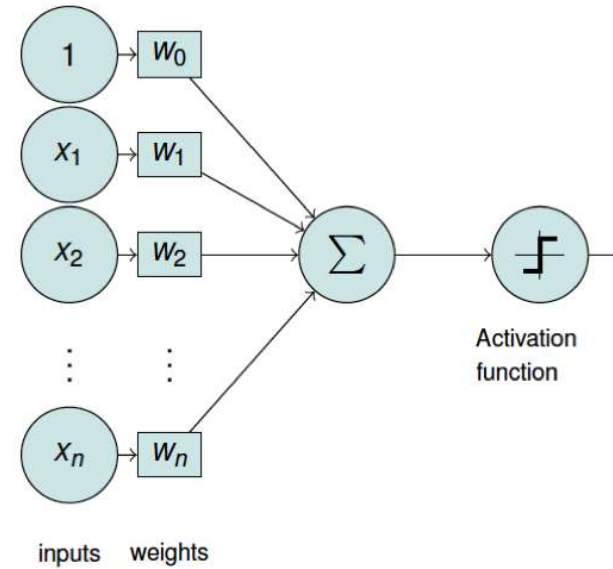 1 w₀
x₁ w₁
x₂ w₂
∑
⋮ ⋮
Activation
function
xₙ wₙ
inputs weights